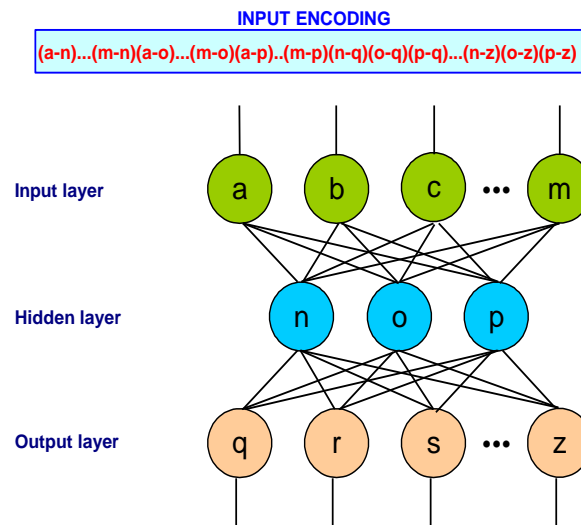 INPUT ENCODING
(a-n)...(m-n)(a-o)...(m-o)(a-p)..(m-p)(n-q)(o-q)(p-q)...(n-z)(o-z)(p-z)
Input layer a b c ••• m
Hidden layer n o p
Output layer q r s ••• z